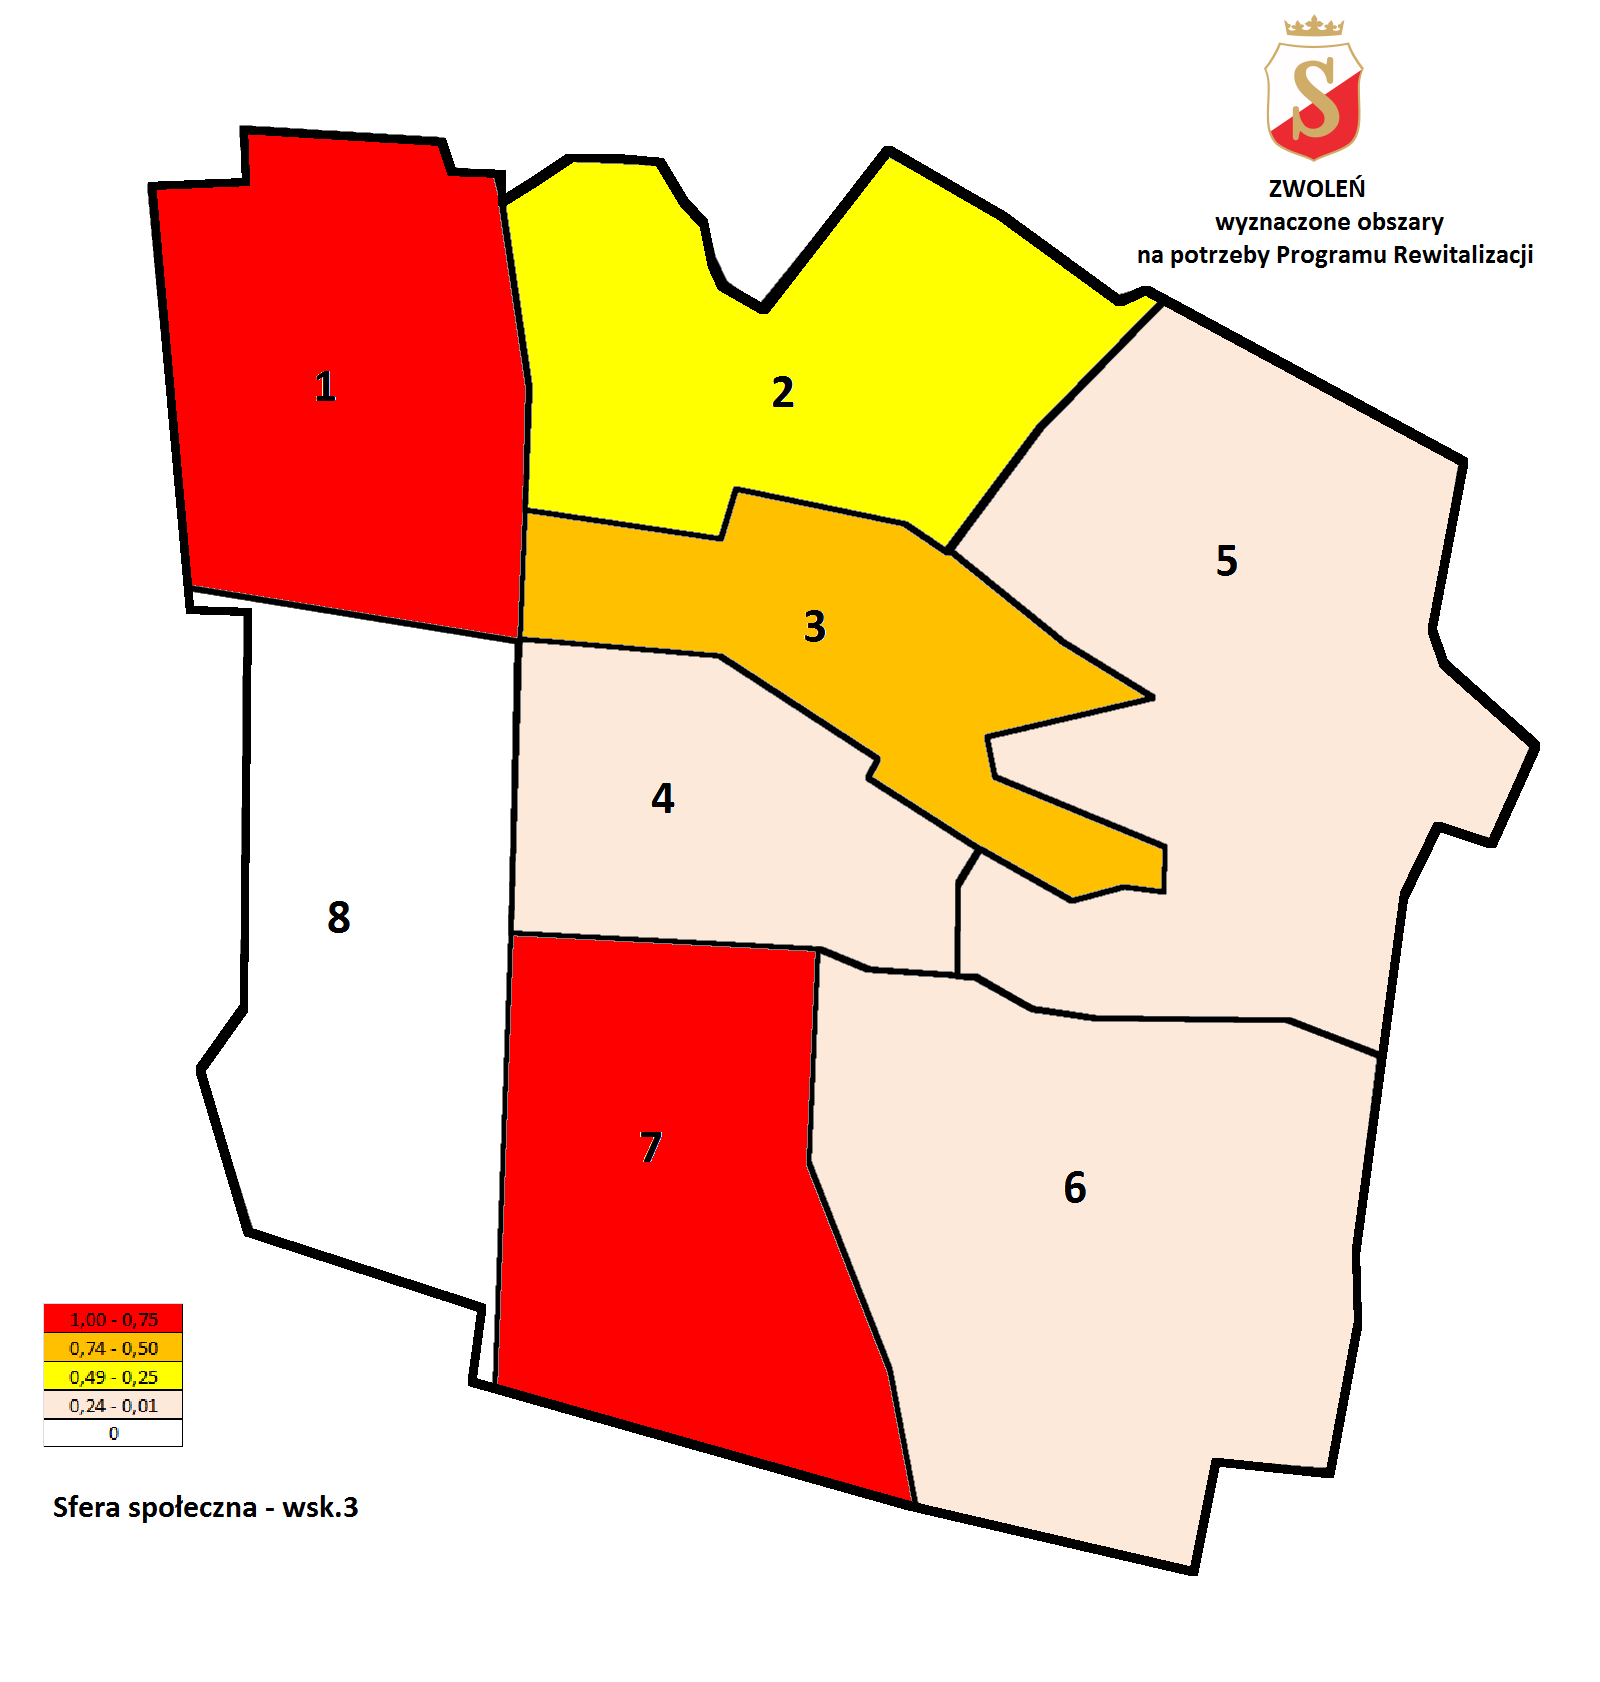 S
ZWOLEŃ
wyznaczone obszary
na potrzeby Programu Rewitalizacji
1
2
5
3
4
8
7
6
1,00 - 0,75
0,74 - 0,50
0,49 - 0,25
0,24 - 0,01
0
Sfera społeczna - wsk.3